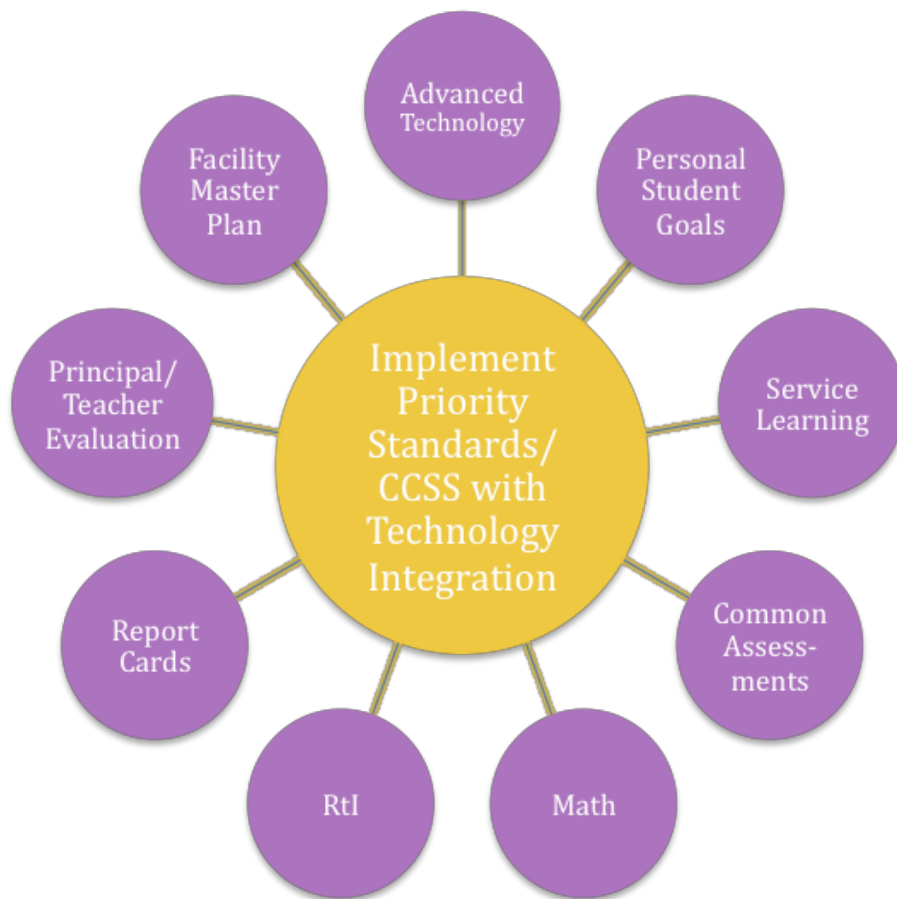 Advanced
Technology
Personal
Student
Goals
Service
Learning
Common
Assess-
ments
Math
RtI
Report
Cards
Principal/
Teacher
Evaluation
Facility
Master
Plan
Implement
Priority
Standards/
CCSS with
Technology
Integration